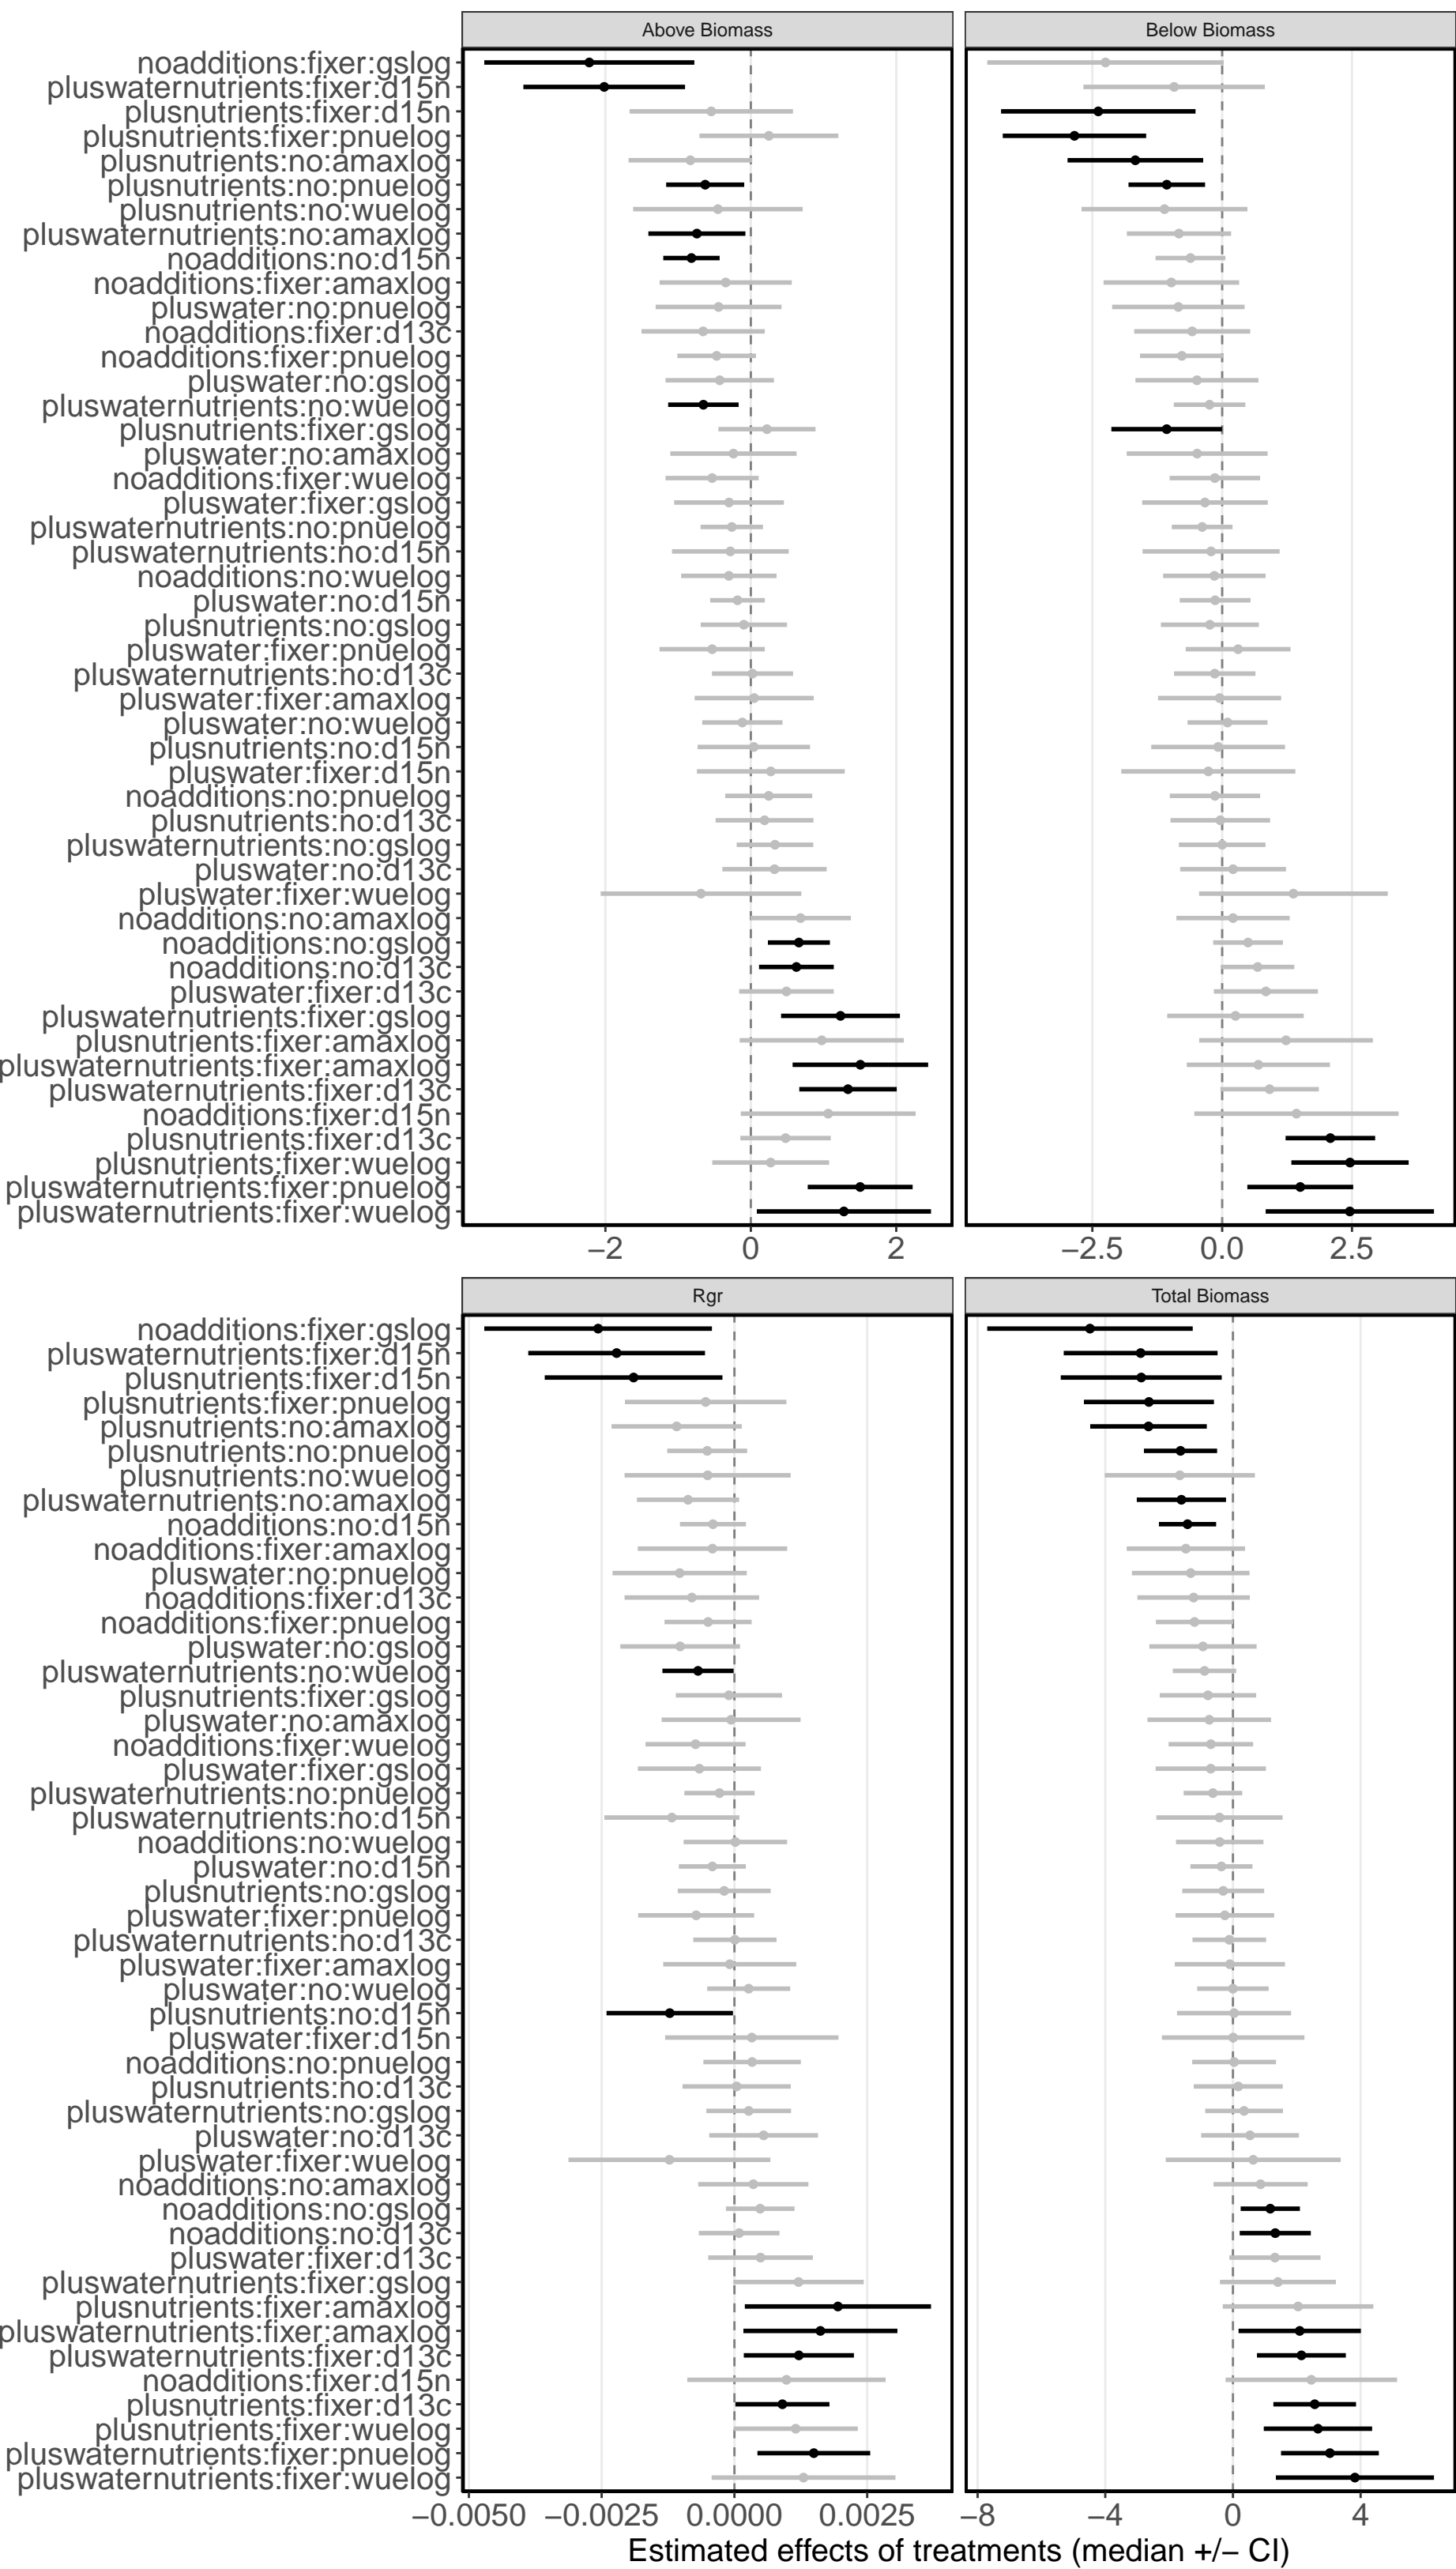 Above Biomass
Below Biomass
noadditions:fixer:gslog
pluswaternutrients:fixer:d15n
plusnutrients:fixer:d15n
plusnutrients:fixer:pnuelog
plusnutrients:no:amaxlog
plusnutrients:no:pnuelog
plusnutrients:no:wuelog
pluswaternutrients:no:amaxlog
noadditions:no:d15n
noadditions:fixer:amaxlog
pluswater:no:pnuelog
noadditions:fixer:d13c
noadditions:fixer:pnuelog
pluswater:no:gslog
pluswaternutrients:no:wuelog
plusnutrients:fixer:gslog
pluswater:no:amaxlog
noadditions:fixer:wuelog
pluswater:fixer:gslog
pluswaternutrients:no:pnuelog
pluswaternutrients:no:d15n
noadditions:no:wuelog
pluswater:no:d15n
plusnutrients:no:gslog
pluswater:fixer:pnuelog
pluswaternutrients:no:d13c
pluswater:fixer:amaxlog
pluswater:no:wuelog
plusnutrients:no:d15n
pluswater:fixer:d15n
noadditions:no:pnuelog
plusnutrients:no:d13c
pluswaternutrients:no:gslog
pluswater:no:d13c
pluswater:fixer:wuelog
noadditions:no:amaxlog
noadditions:no:gslog
noadditions:no:d13c
pluswater:fixer:d13c
pluswaternutrients:fixer:gslog
plusnutrients:fixer:amaxlog
pluswaternutrients:fixer:amaxlog
pluswaternutrients:fixer:d13c
noadditions:fixer:d15n
plusnutrients:fixer:d13c
plusnutrients:fixer:wuelog
pluswaternutrients:fixer:pnuelog
pluswaternutrients:fixer:wuelog
−2 0 2
−2.5 0.0 2.5
Rgr
Total Biomass
noadditions:fixer:gslog
pluswaternutrients:fixer:d15n
plusnutrients:fixer:d15n
plusnutrients:fixer:pnuelog
plusnutrients:no:amaxlog
plusnutrients:no:pnuelog
plusnutrients:no:wuelog
pluswaternutrients:no:amaxlog
noadditions:no:d15n
noadditions:fixer:amaxlog
pluswater:no:pnuelog
noadditions:fixer:d13c
noadditions:fixer:pnuelog
pluswater:no:gslog
pluswaternutrients:no:wuelog
plusnutrients:fixer:gslog
pluswater:no:amaxlog
noadditions:fixer:wuelog
pluswater:fixer:gslog
pluswaternutrients:no:pnuelog
pluswaternutrients:no:d15n
noadditions:no:wuelog
pluswater:no:d15n
plusnutrients:no:gslog
pluswater:fixer:pnuelog
pluswaternutrients:no:d13c
pluswater:fixer:amaxlog
pluswater:no:wuelog
plusnutrients:no:d15n
pluswater:fixer:d15n
noadditions:no:pnuelog
plusnutrients:no:d13c
pluswaternutrients:no:gslog
pluswater:no:d13c
pluswater:fixer:wuelog
noadditions:no:amaxlog
noadditions:no:gslog
noadditions:no:d13c
pluswater:fixer:d13c
pluswaternutrients:fixer:gslog
plusnutrients:fixer:amaxlog
pluswaternutrients:fixer:amaxlog
pluswaternutrients:fixer:d13c
noadditions:fixer:d15n
plusnutrients:fixer:d13c
plusnutrients:fixer:wuelog
pluswaternutrients:fixer:pnuelog
pluswaternutrients:fixer:wuelog
−0.0050 −0.0025 0.0000 0.0025
−8 −4 0 4
Estimated effects of treatments (median +/− CI)